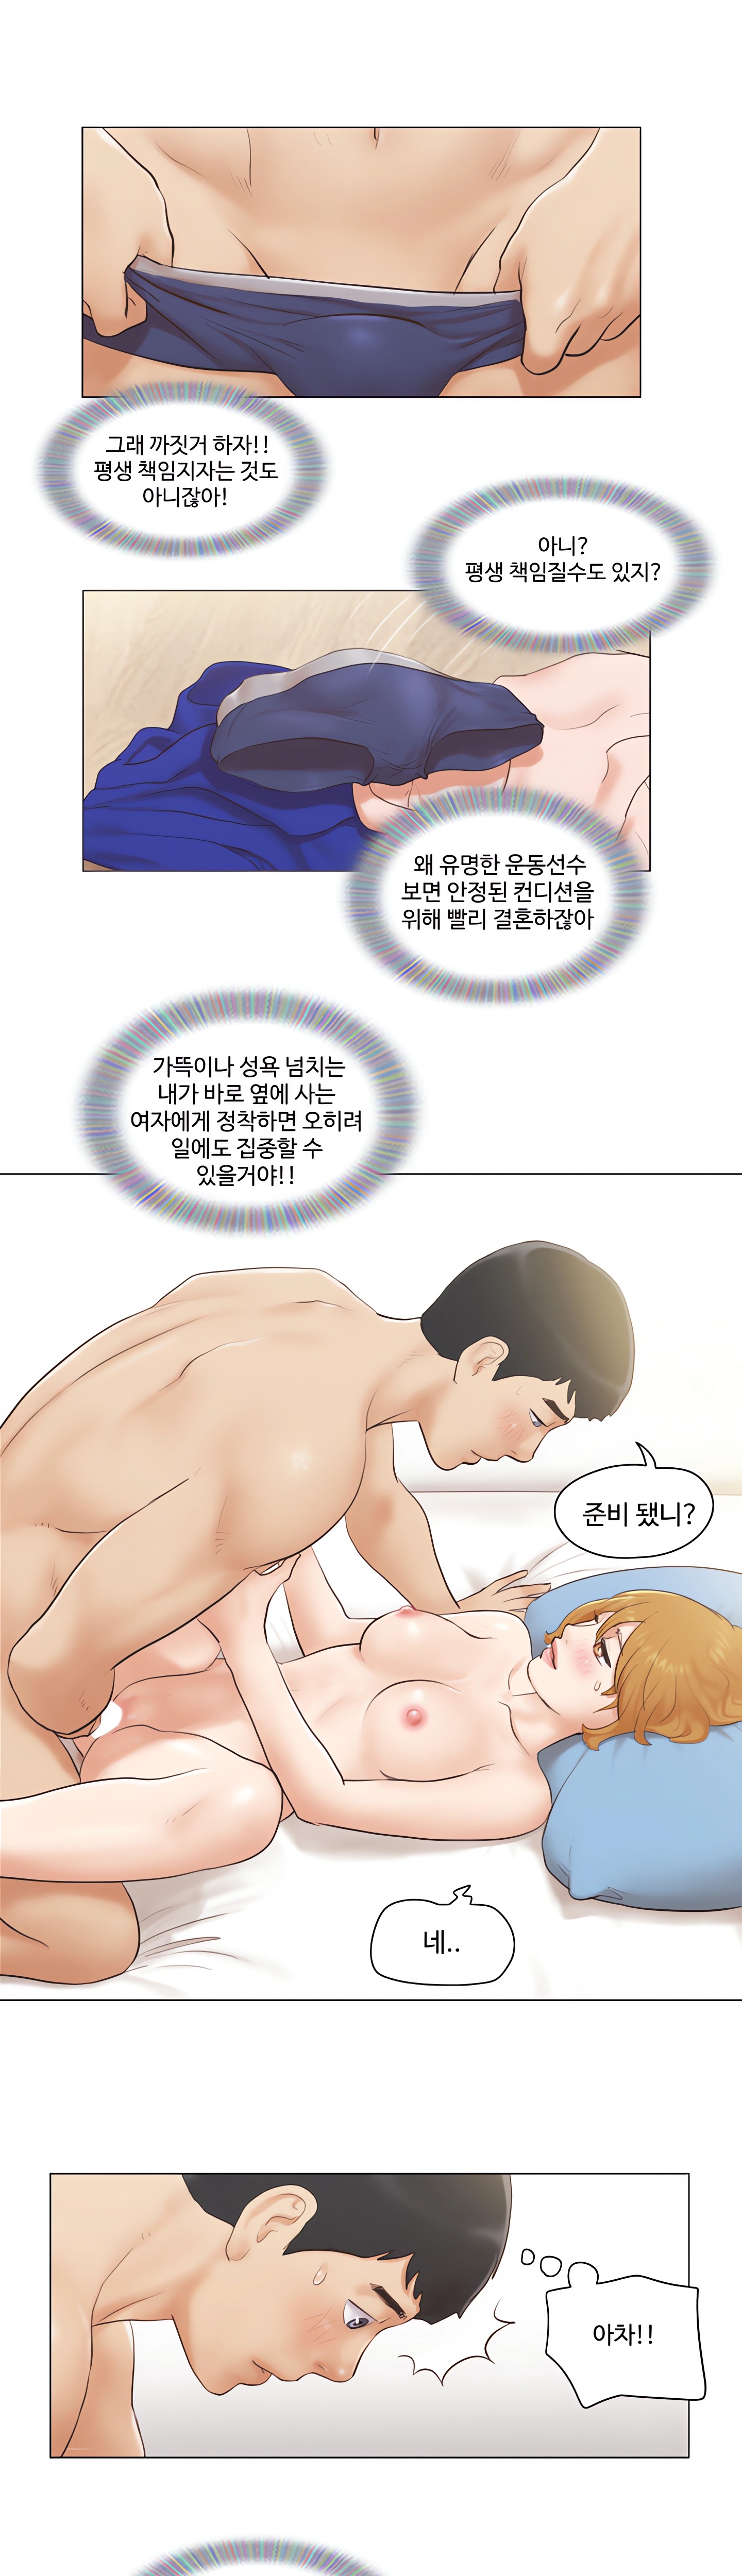 그래 까짓거 하자!!
평생 책임지자는 것도
아니잖아!
아니?
평생 책임질수도 있지?
왜 유명한 운동선수
보면 안정된 컨디션을
위해 빨리 결혼하잖아
가뜩이나 성욕 넘치는
내가 바로 옆에 사는
여자에게 정착하면 오히려
일에도 집중할 수
있을거야!!
준비 됐니?
네..
아차!!